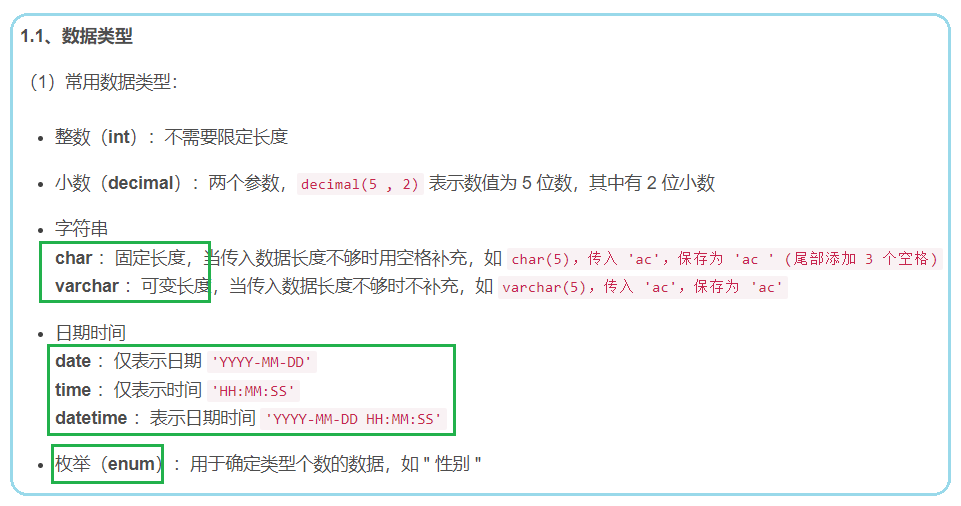 1.1、数据类型
（1）常用数据类型：
• 整数（int）：不需要限定长度
• 小数（decimal）：两个参数，decimal(5 , 2) 表示数值为 5 位数，其中有 2 位小数
• 字符串
char ：固定长度，当传入数据长度不够时用空格补充，如 char(5)，传入 'ac'，保存为 'ac ' (尾部添加 3 个空格)
varchar ：可变长度，当传入数据长度不够时不补充，如 varchar(5)，传入 'ac'，保存为 'ac'
• 日期时间
date ：仅表示日期 'YYYY-MM-DD'
time ：仅表示时间 'HH:MM:SS'
datetime ：表示日期时间 'YYYY-MM-DD HH:MM:SS'
• 枚举（enum）：用于确定类型个数的数据，如 " 性别 "